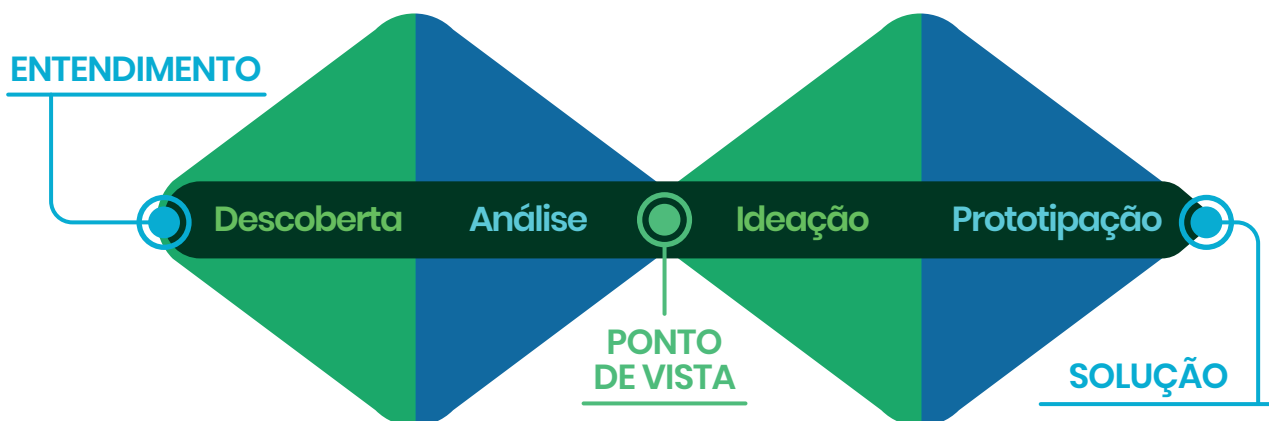 ENTENDIMENTO
Descoberta
Análise
Ideação
Prototipação
PONTO
DE VISTA
SOLUÇÃO